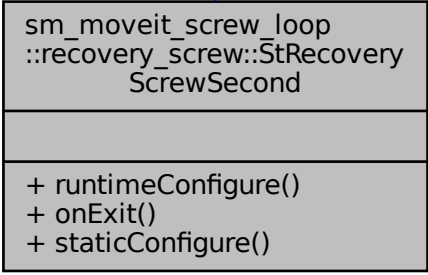 sm_moveit_screw_loop
::recovery_screw::StRecovery
ScrewSecond
+ runtimeConfigure()
+ onExit()
+ staticConfigure()